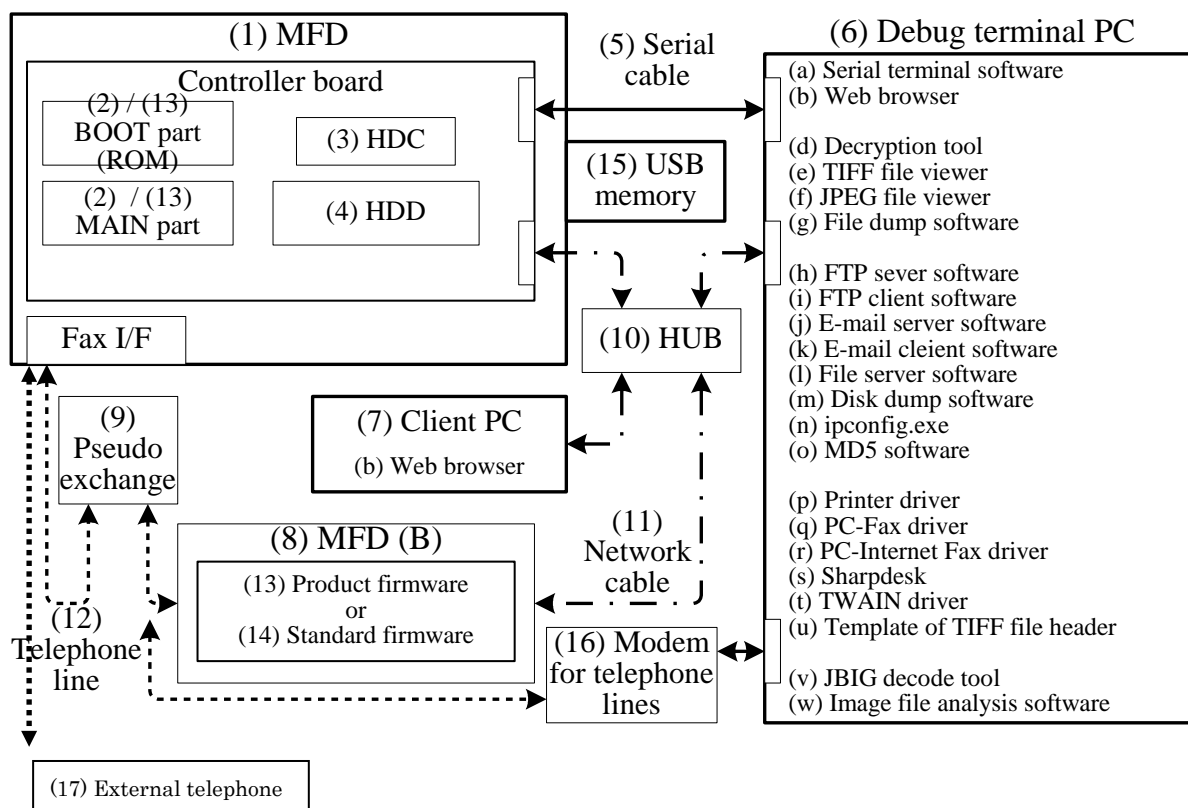 (1) MFD
Controller board
(2) / (13)
BOOT part
(ROM)
(3) HDC
(2) / (13)
MAIN part
(4) HDD
Fax I/F
(5) Serial
cable
(15) USB
memory
(6) Debug terminal PC
(a) Serial terminal software
(b) Web browser
(d) Decryption tool
(e) TIFF file viewer
(f) JPEG file viewer
(g) File dump software
(h) FTP sever software
(i) FTP client software
(j) E-mail server software
(k) E-mail cleient software
(l) File server software
(m) Disk dump software
(n) ipconfig.exe
(o) MD5 software
(p) Printer driver
(q) PC-Fax driver
(r) PC-Internet Fax driver
(s) Sharpdesk
(t) TWAIN driver
(u) Template of TIFF file header
(v) JBIG decode tool
(w) Image file analysis software
(10) HUB
(7) Client PC
(b) Web browser
(9)
Pseudo
exchange
(8) MFD (B)
(13) Product firmware
or
(14) Standard firmware
(11)
Network
cable
(12)
Telephone
line
(16) Modem
for telephone
lines
(17) External telephone